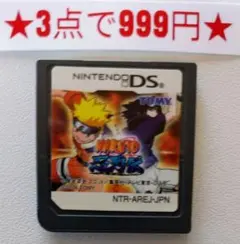 ★3点で999円★
NINTENDO DS
TOMY
NARUTO
NTR-AREJ-JPN